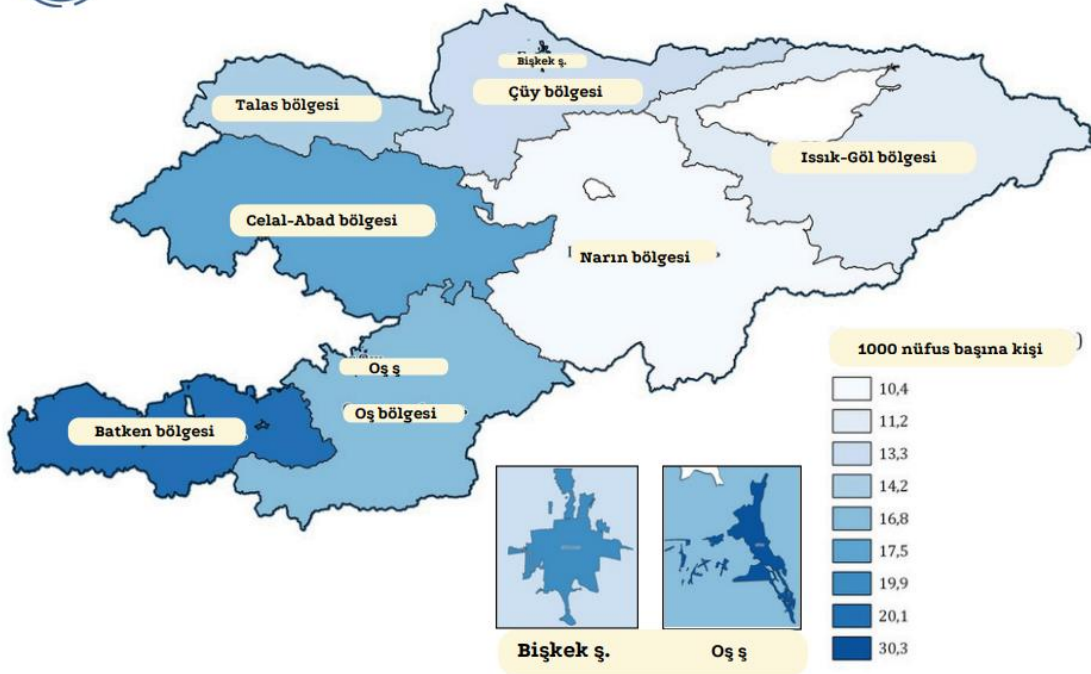 Bişkek ş.
Çüy bölgesi
Talas bölgesi
Issık-Göl bölgesi
Celal-Abad bölgesi
Narın bölgesi
1000 nüfus başına kişi
)
Oş ş
Oş bölgesi
Batken bölgesi
10,4
11,2
13,3
14,2
16,8
17,5
19,9
20,1
30,3
Bişkek ş.
Oş ş